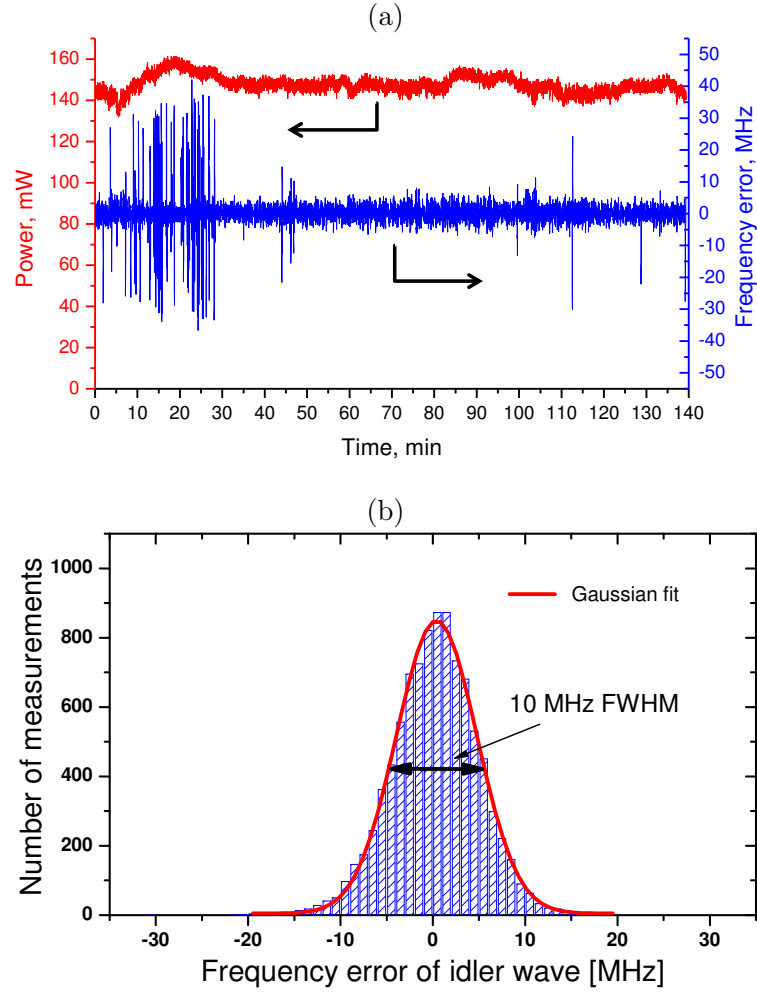 (a)
160
140
120
100
80
60
40
20
0
Power, mW
50
40
30
20
10
0
-10
-20
-30
-40
-50
Frequency error, MHz
0 10 20 30 40 50 60 70 80 90 100 110 120 130 140
Time, min
(b)
1000
800
600
400
200
0
Number of measurements
Gaussian fit
10 MHz FWHM
-30 -20 -10 0 10 20 30
Frequency error of idler wave [MHz]